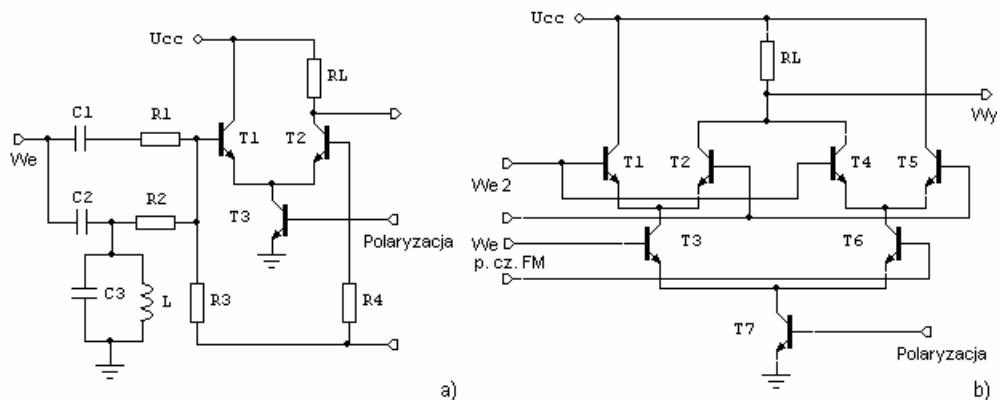 Ucc
RL
C1
R1
We
T1
T2
C2
R2
T3
Polaryzacja
C3
L
R3
R4
a)
Ucc
RL
Wy
T1
T2
T4
T5
We 2
We
p. cz. FM
T3
T6
T7
Polaryzacja
b)